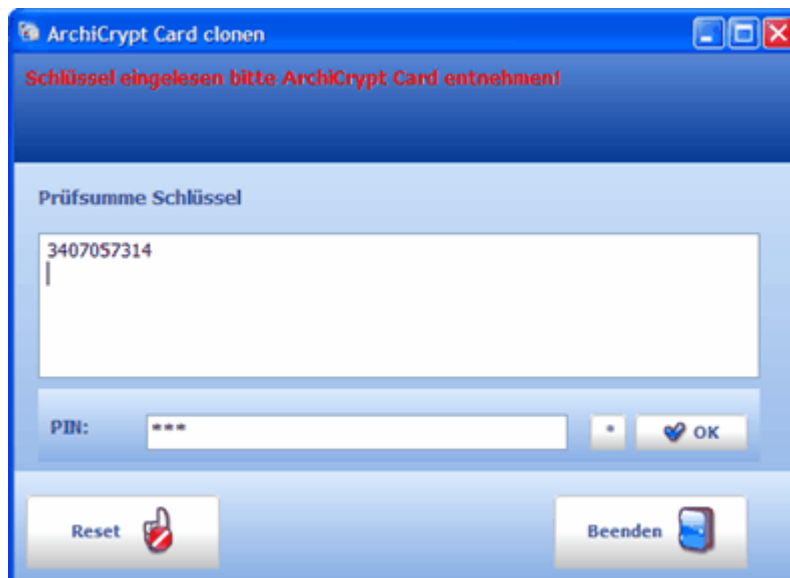 ArchiCrypt Card clonen
Schlüssel eingelesen bitte ArchiCrypt Card entnehmen!
Prüfsumme Schlüssel
3407057314
PIN: *** * OK
Reset Beenden